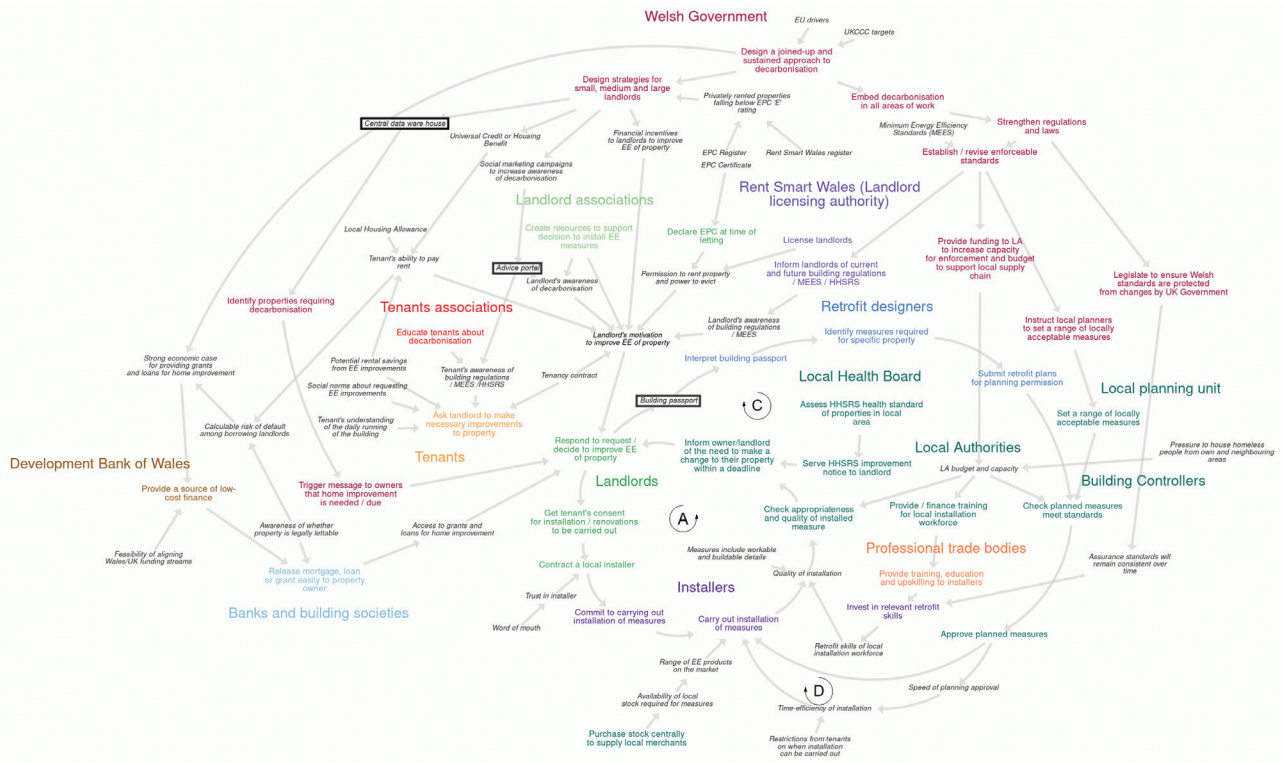 Welsh Government
EU drivers
UKCCC targets
Design a joined-up and
sustained approach to
decarbonisation
Design strategies for
small, medium and large
landlords
Privately rented properties
falling below EPC 'E'
rating
Embed decarbonisation
in all areas of work
Central data ware house
Universal Credit or Housing
Benefit
Financial incentives
to landlords to improve
EE of property
Minimum Energy Efficiency
Standards (MEES)
Strengthen regulations
and laws
EPC Register
EPC Certificate
Rent Smart Wales register
Establish / revise enforceable
standards
Social marketing campaigns
to increase awareness
of decarbonisation
Landlord associations
Rent Smart Wales (Landlord
licensing authority)
Create resources to support
decision to install EE
measures
Local Housing Allowance
Declare EPC at time of
letting
License landlords
Provide funding to LA
to increase capacity
for enforcement and budget
to support local supply
chain
Tenant's ability to pay
rent
Advice portal
Landlord's awareness
of decarbonisation
Permission to rent property
and power to evict
Inform landlords of current
and future building regulations
/ MEES / HHSRS
Legislate to ensure Welsh
standards are protected
from changes by UK Government
Identify properties requiring
decarbonisation
Tenants associations
Retrofit designers
Educate tenants about
decarbonisation
Landlord's motivation
to improve EE of property
Landlord's awareness
of building regulations
/ MEES
Identify measures required
for specific property
Instruct local planners
to set a range of locally
acceptable measures
Strong economic case
for providing grants
and loans for home improvement
Potential rental savings
from EE improvements
Interpret building passport
Social norms about requesting
EE improvements
Tenant's awareness of
building regulations
/ MEES /HHSRS
Tenancy contract
Local Health Board
Submit retrofit plans
for planning permission
Local planning unit
Building passport
C
Assess HHSRS health standard
of properties in local
area
Set a range of locally
acceptable measures
Calculable risk of default
among borrowing landlords
Tenant's understanding
of the daily running
of the building
Ask landlord to make
necessary improvements
to property
Tenants
Respond to request /
decide to improve EE
of property
Inform owner/landlord
of the need to make a
change to their property
within a deadline
Serve HHSRS improvement
notice to landlord
Local Authorities
LA budget and capacity
Pressure to house homeless
people from own and neighbouring
areas
Development Bank of Wales
Provide a source of low-
cost finance
Trigger message to owners
that home improvement
is needed / due
Landlords
Building Controllers
Get tenant's consent
for installation / renovations
to be carried out
A
Check appropriateness
and quality of installed
measure
Provide / finance training
for local installation
workforce
Check planned measures
meet standards
Awareness of whether
property is legally lettable
Access to grants and
loans for home improvement
Feasibility of aligning
Wales/UK funding streams
Release mortgage, loan
or grant easily to property
owner
Contract a local installer
Measures include workable
and buildable details
Quality of installation
Professional trade bodies
Provide training, education
and upskilling to installers
Assurance standards will
remain consistent over
time
Banks and building societies
Trust in installer
Word of mouth
Installers
Commit to carrying out
installation of measures
Carry out installation
of measures
Invest in relevant retrofit
skills
Approve planned measures
Retrofit skills of local
installation workforce
Range of EE products
on the market
Availability of local
stock required for measures
D
Speed of planning approval
Time-efficiency of installation
Purchase stock centrally
to supply local merchants
Restrictions from tenants
on when installation
can be carried out